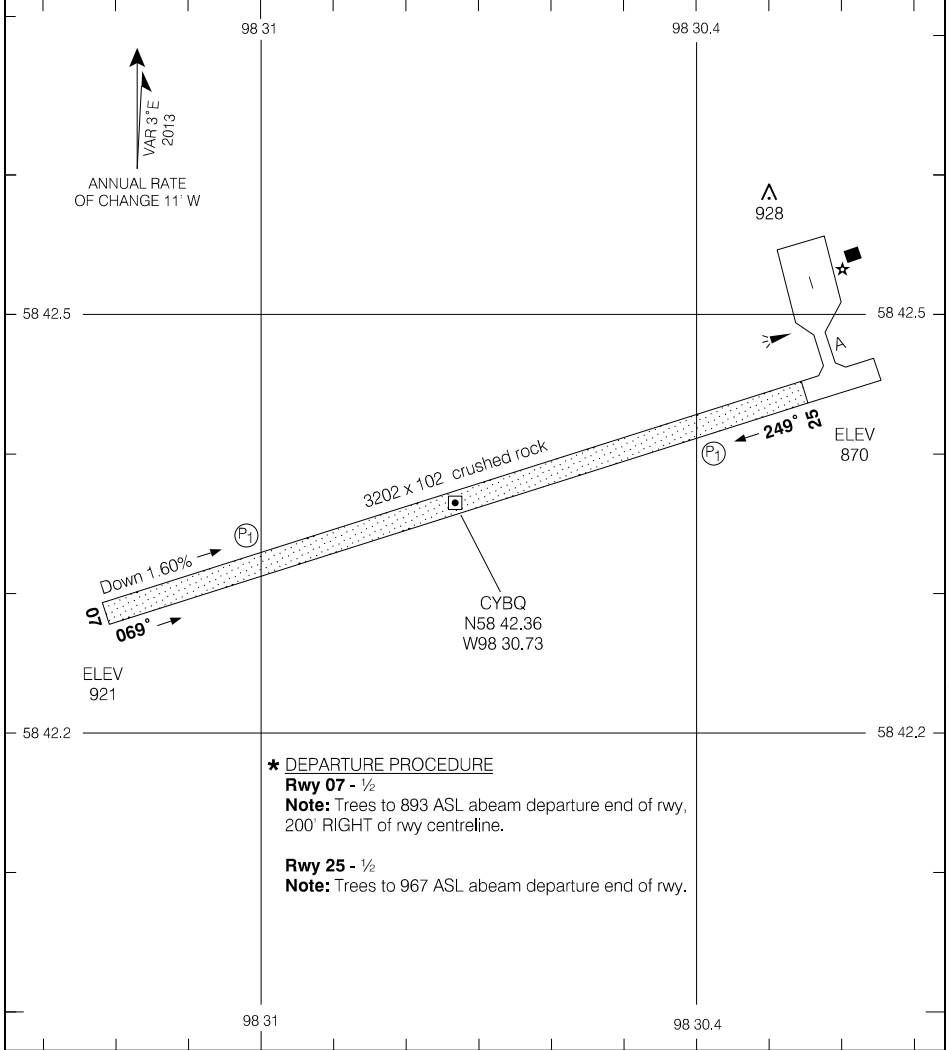 98 31
98 30.4
VAR 3°E
2013
ANNUAL RATE
OF CHANGE 11' W
928
58 42.5
58 42.5
A
I
249°
25
ELEV
870
P1
3202 x 102 crushed rock
P1
Down 1.60%
07
069°
ELEV
921
CYBQ
N58 42.36
W98 30.73
58 42.2
58 42.2
* DEPARTURE PROCEDURE
Rwy 07 - ½
Note: Trees to 893 ASL abeam departure end of rwy,
200' RIGHT of rwy centreline.
Rwy 25 - ½
Note: Trees to 967 ASL abeam departure end of rwy.
98 31
98 30.4